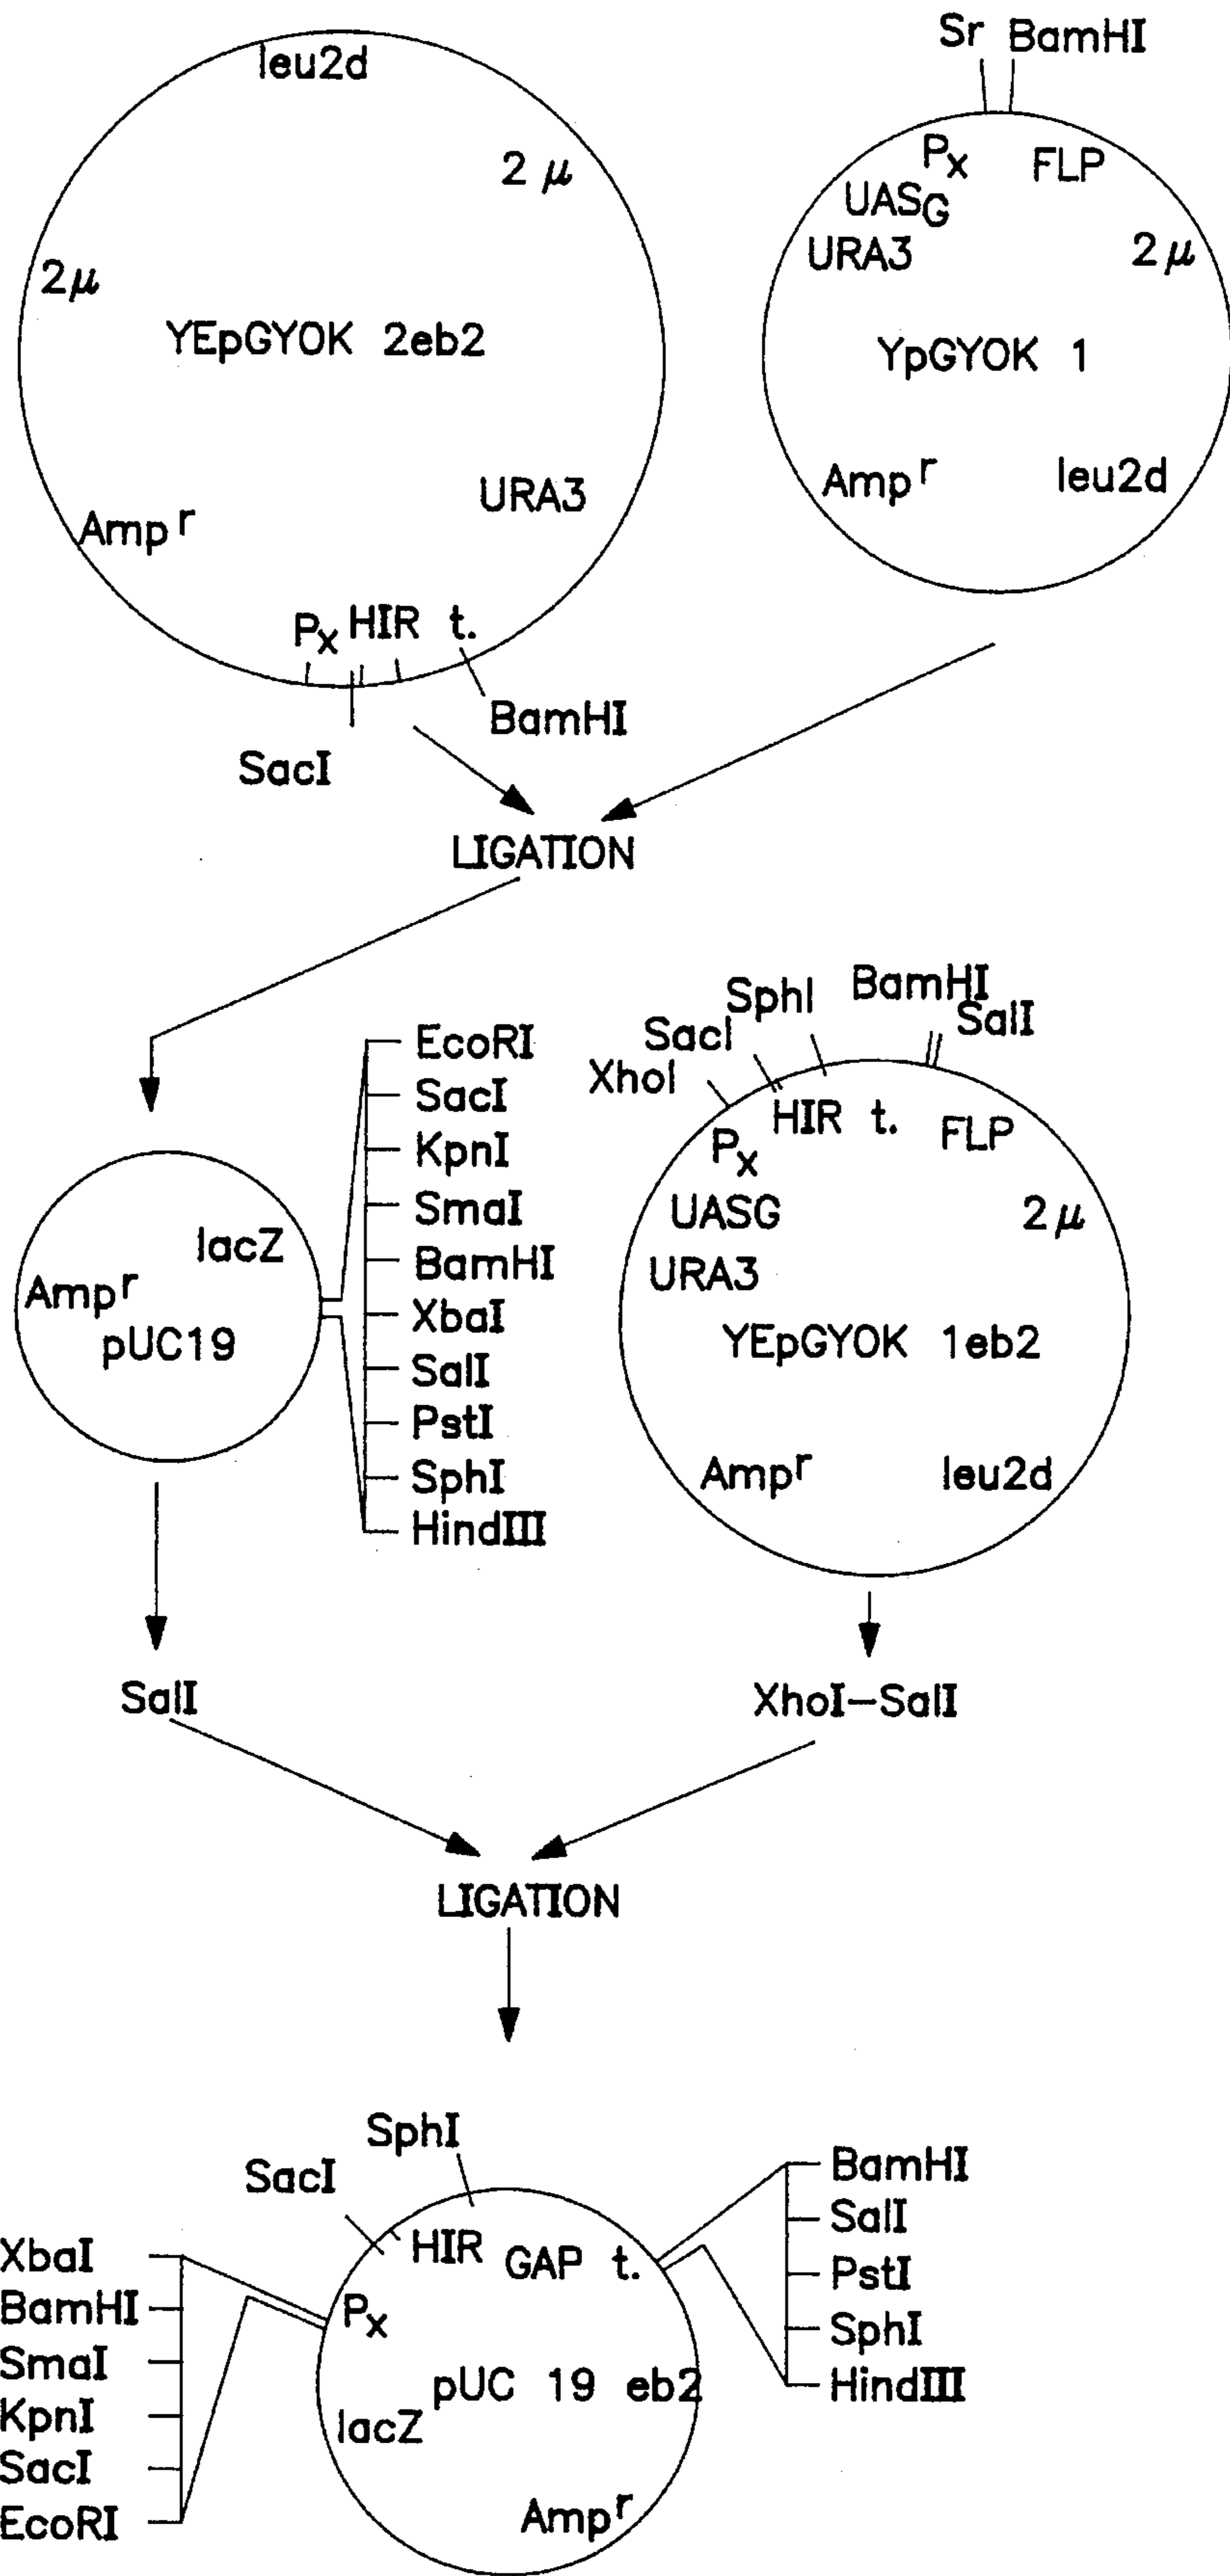 leu2d
2 μ
2μ
YEpGYOK 2eb2
URA3
Amp r
Px HIR t.
BamHI
SacI
Sr BamHI
Px FLP
UASG
URA3
2 μ
YpGYOK 1
Amp r
leu2d
LIGATION
EcoRI
SacI
KpnI
SmaI
BamHI
XbaI
SalI
PstI
SphI
HindIII
lacZ
Amp r
pUC19
XhoI
SacI
SphI
BamHI
SalI
HIR t.
FLP
Px
UASG
2 μ
URA3
YEpGYOK 1eb2
Amp r
leu2d
SalI
XhoI-SalI
LIGATION
SphI
SacI
HIR GAP t.
Px
pUC 19 eb2
lacZ
Amp r
XbaI
BamHI
SmaI
KpnI
SacI
EcoRI
BamHI
SalI
PstI
SphI
HindIII